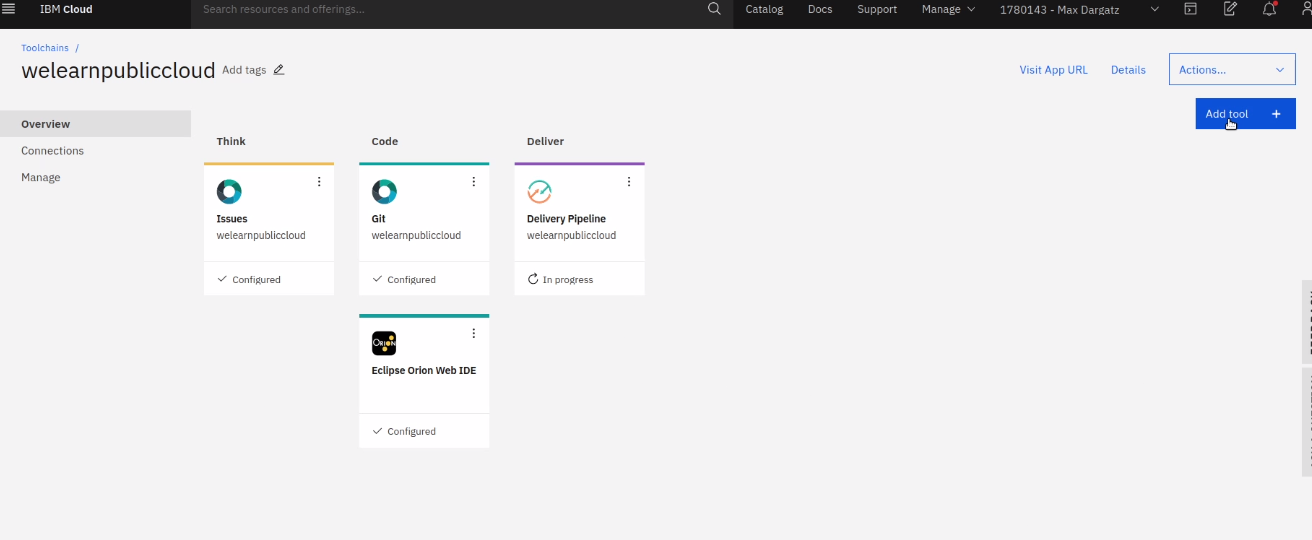 IBM Cloud
Search resources and offerings...
Catalog Docs Support Manage 1780143 - Max Dargatz
Toolchains /
welearnpubliccloud Add tags
Visit App URL Details Actions...
Add tool +
Overview
Connections
Manage
Think Code Deliver
Issues
welearnpubliccloud
Configured
Git
welearnpubliccloud
Configured
Delivery Pipeline
welearnpubliccloud
In progress
ORION
Eclipse Orion Web IDE
Configured